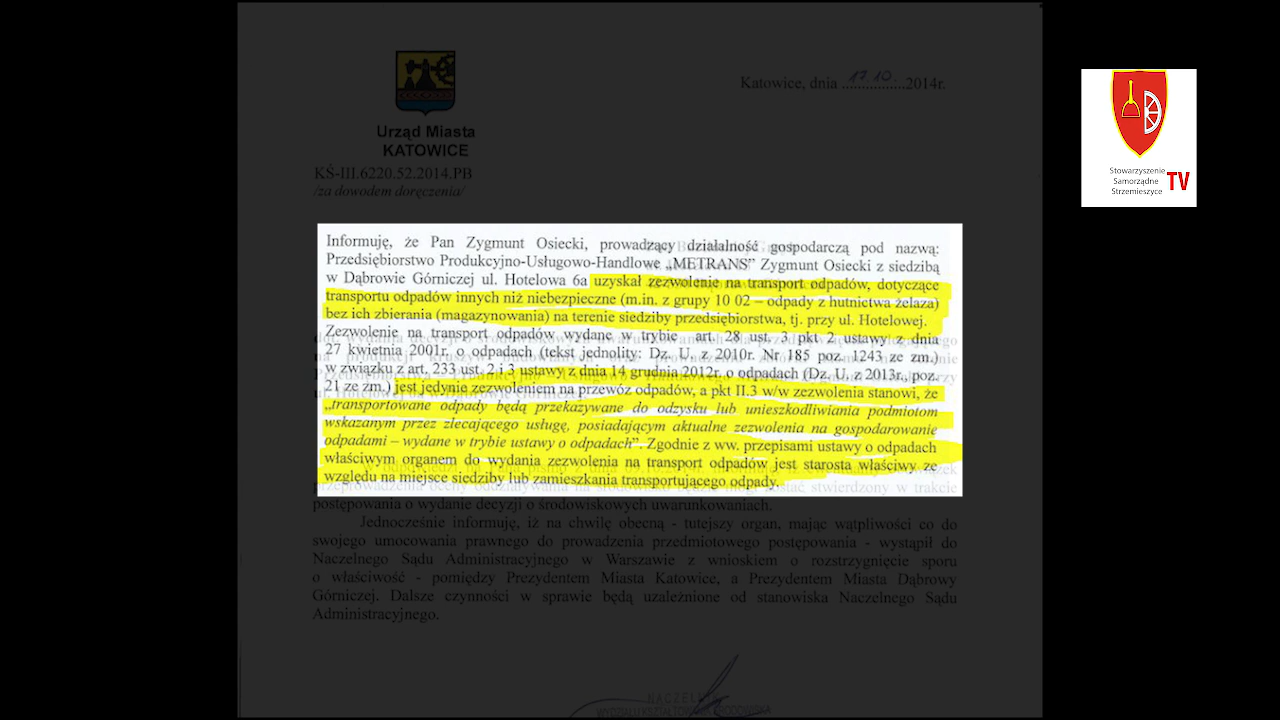 Katowice, dnia 17 10 2014r.
Urząd Miasta
KATOWICE
KŚ-III.6220.52.2014.PB
/za dowodem doręczenia/
Stowarzyszenie
Samorządne
Strzemieszyce
TV
Informuję, że Pan Zygmunt Osiecki, prowadzący działalność gospodarczą pod nazwą:
Przedsiębiorstwo Produkcyjno-Usługowo-Handlowe „METRANS” Zygmunt Osiecki z siedzibą
w Dąbrowie Górniczej ul. Hotelowa 6a uzyskał zezwolenie na transport odpadów, dotyczące
transportu odpadów innych niż niebezpieczne (m.in. z grupy 10 02 – odpady z hutnictwa żelaza)
bez ich zbierania (magazynowania) na terenie siedziby przedsiębiorstwa, tj. przy ul. Hotelowej.
Zezwolenie na transport odpadów wydane w trybie art. 28 ust. 3 pkt 2 ustawy z dnia
27 kwietnia 2001r. o odpadach (tekst jednolity: Dz. U. z 2010r. Nr 185 poz. 1243 ze zm.)
w związku z art. 233 ust. 2 i 3 ustawy z dnia 14 grudnia 2012r. o odpadach (Dz. U. z 2013r., poz.
21 ze zm.) jest jedynie zezwoleniem na przewóz odpadów, a pkt II.3 w/w zezwolenia stanowi, że
„transportowane odpady będą przekazywane do odzysku lub unieszkodliwiania podmiotom
wskazanym przez zlecającego usługę, posiadającym aktualne zezwolenia na gospodarowanie
odpadami – wydane w trybie ustawy o odpadach”. Zgodnie z ww. przepisami ustawy o odpadach
właściwym organem do wydania zezwolenia na transport odpadów jest starosta właściwy ze
względu na miejsce siedziby lub zamieszkania transportującego odpady.
postępowania o wydanie decyzji o środowiskowych uwarunkowaniach.
Jednocześnie informuję, iż na chwilę obecną - tutejszy organ, mając wątpliwości co do
swojego umocowania prawnego do prowadzenia przedmiotowego postępowania - wystąpił do
Naczelnego Sądu Administracyjnego w Warszawie z wnioskiem o rozstrzygnięcie sporu
o właściwość - pomiędzy Prezydentem Miasta Katowice, a Prezydentem Miasta Dąbrowy
Górniczej. Dalsze czynności w sprawie będą uzależnione od stanowiska Naczelnego Sądu
Administracyjnego.
NACZELNIK